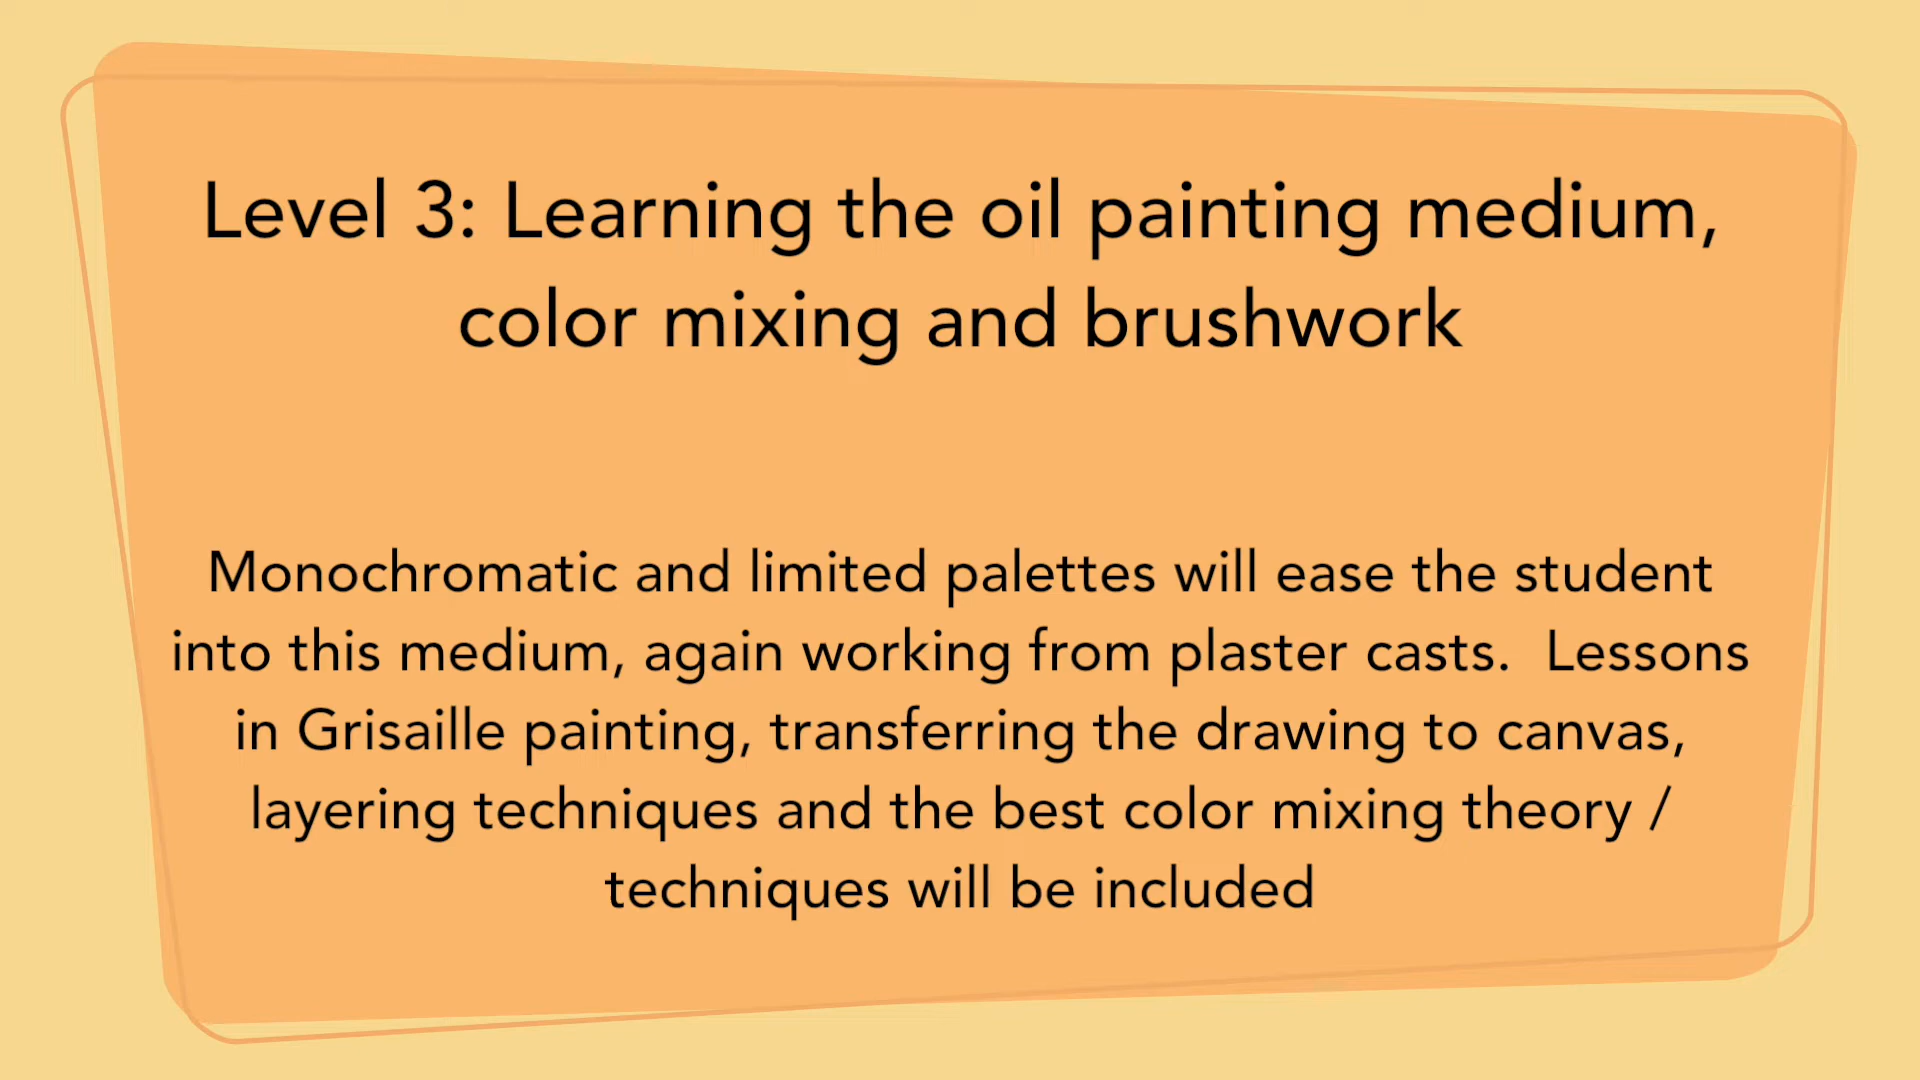 Level 3: Learning the oil painting medium,
color mixing and brushwork
Monochromatic and limited palettes will ease the student
into this medium, again working from plaster casts.  Lessons
in Grisaille painting, transferring the drawing to canvas,
layering techniques and the best color mixing theory /
techniques will be included